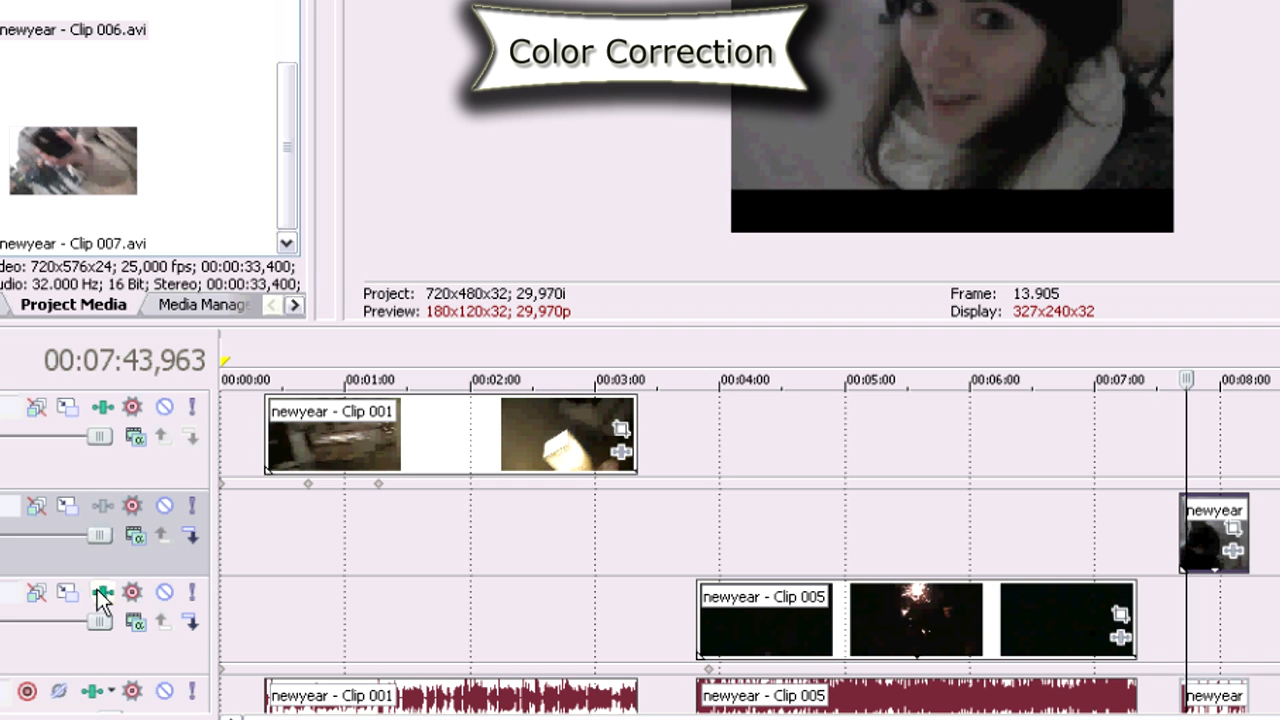 newyear - Clip 006.avi
Color Correction
newyear - Clip 007.avi
deo: 720x576x24; 25,000 fps; 00:00:33,400;
udio: 32.000 Hz; 16 Bit; Stereo; 00:00:33,400;
Project Media Media Manage
Project: 720x480x32; 29,970i
Preview: 180x120x32; 29,970p
Frame: 13.905
Display: 327x240x32
00:07:43,963
00:00:00 00:01:00 00:02:00 00:03:00 00:04:00 00:05:00 00:06:00 00:07:00 00:08:00
newyear - Clip 001
newyear
newyear - Clip 005
newyear - Clip 001
newyear - Clip 005
newyear